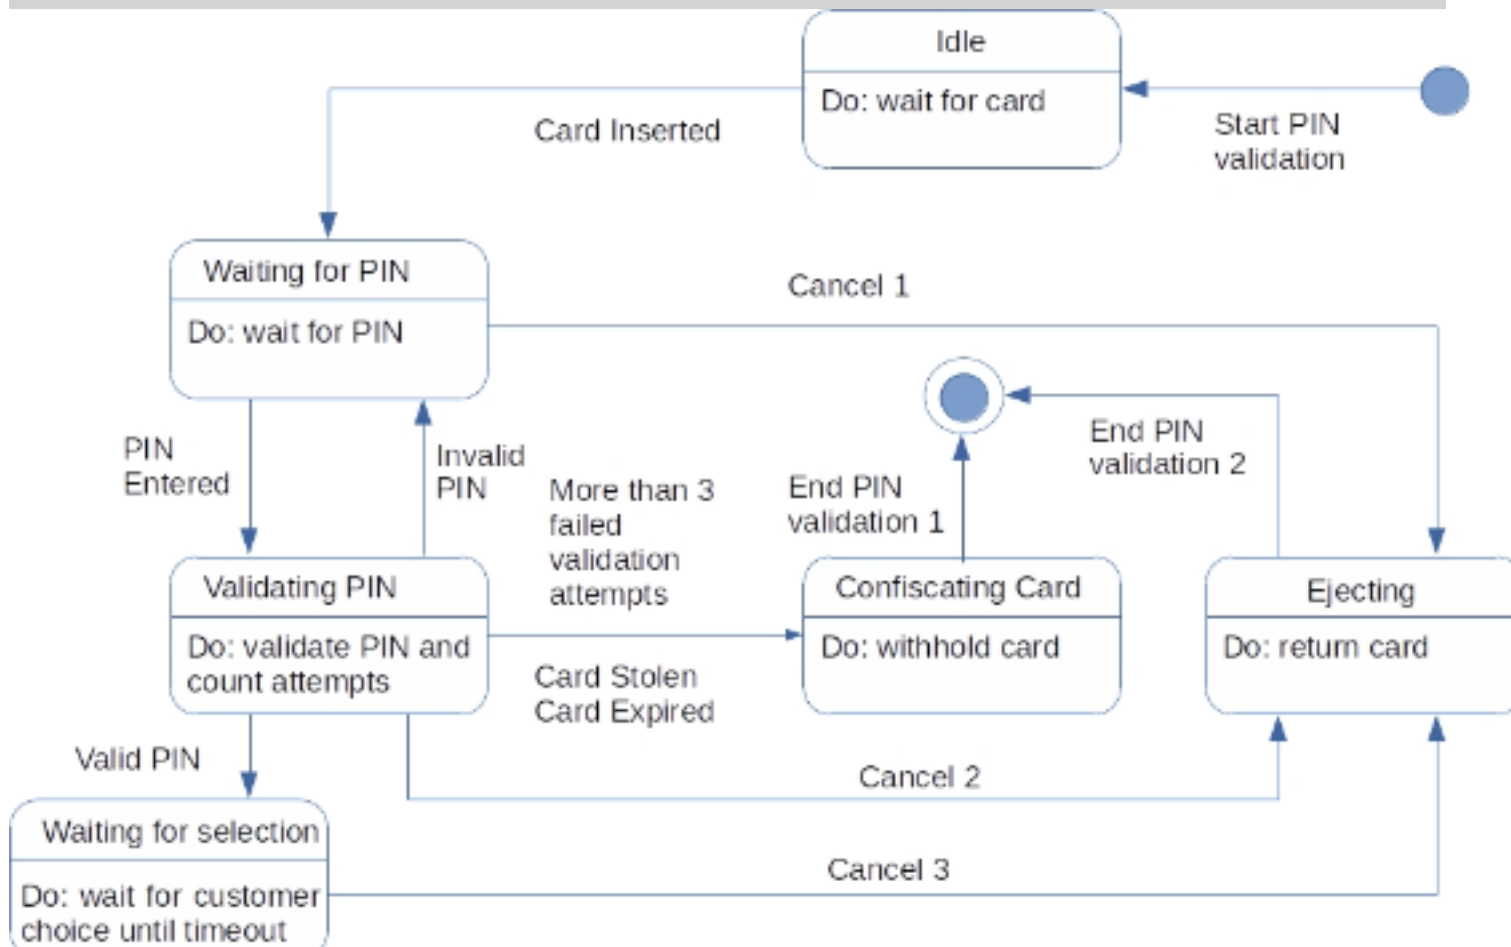 Idle
Do: wait for card
Card Inserted
Start PIN
validation
Waiting for PIN
Do: wait for PIN
Cancel 1
PIN
Entered
Invalid
PIN
More than 3
failed
validation
attempts
End PIN
validation 1
End PIN
validation 2
Validating PIN
Do: validate PIN and
count attempts
Confiscating Card
Do: withhold card
Ejecting
Do: return card
Card Stolen
Card Expired
Valid PIN
Cancel 2
Waiting for selection
Do: wait for customer
choice until timeout
Cancel 3